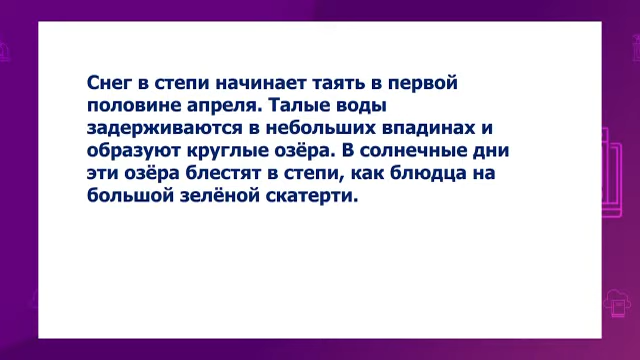 Снег в степи начинает таять в первой
половине апреля. Талые воды
задерживаются в небольших впадинах и
образуют круглые озёра. В солнечные дни
эти озёра блестят в степи, как блюдца на
большой зелёной скатерти.